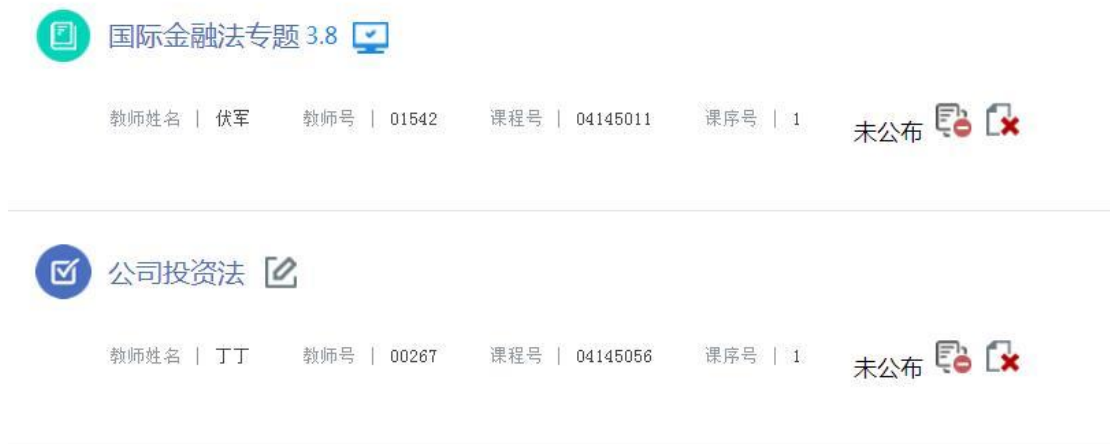 国际金融法专题 3.8
教师姓名 | 伏军 教师号 | 01542 课程号 | 04145011 课序号 | 1 未公布
公司投资法
教师姓名 | 丁丁 教师号 | 00267 课程号 | 04145056 课序号 | 1 未公布